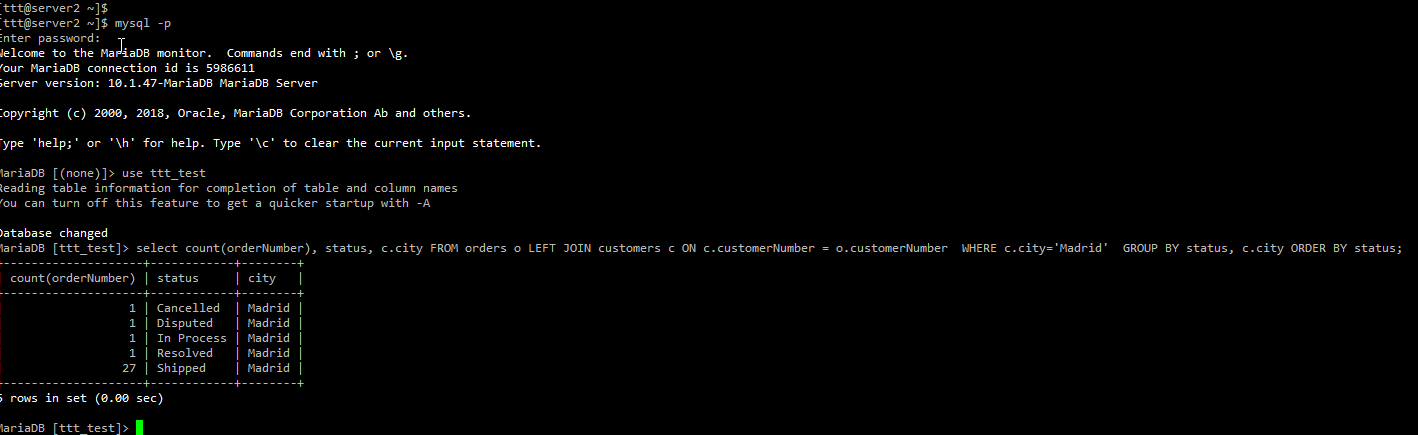 [ttt@server2 ~]$
[ttt@server2 ~]$ mysql -p
Enter password:
Welcome to the MariaDB monitor.  Commands end with ; or \g.
Your MariaDB connection id is 5986611
Server version: 10.1.47-MariaDB MariaDB Server

Copyright (c) 2000, 2018, Oracle, MariaDB Corporation Ab and others.

Type 'help;' or '\h' for help. Type '\c' to clear the current input statement.

MariaDB [(none)]> use ttt_test
Reading table information for completion of table and column names
You can turn off this feature to get a quicker startup with -A

Database changed
MariaDB [ttt_test]> select count(orderNumber), status, c.city FROM orders o LEFT JOIN customers c ON c.customerNumber = o.customerNumber  WHERE c.city='Madrid'  GROUP BY status, c.city ORDER BY status;
+--------------------+------------+--------+
| count(orderNumber) | status     | city   |
+--------------------+------------+--------+
|                  1 | Cancelled  | Madrid |
|                  1 | Disputed   | Madrid |
|                  1 | In Process | Madrid |
|                  1 | Resolved   | Madrid |
|                 27 | Shipped    | Madrid |
+--------------------+------------+--------+
5 rows in set (0.00 sec)

MariaDB [ttt_test]>